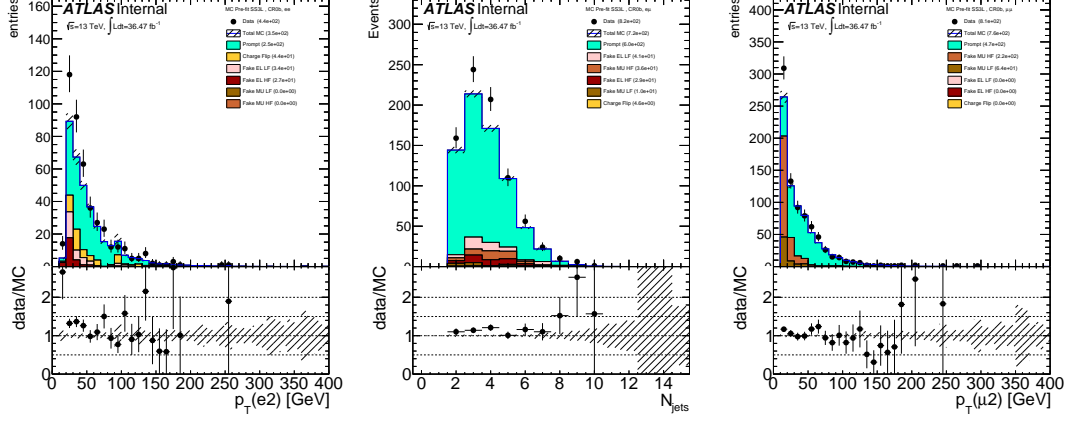 entries
ATLAS Internal
√s=13 TeV, ∫Ldt=36.47 fb⁻¹
MC Pre-fit SS3L , CR0b, ee
Data (4.4e+02)
Total MC (3.5e+02)
Prompt (2.5e+02)
Charge Flip (4.4e+01)
Fake EL LF (3.4e+01)
Fake EL HF (2.7e+01)
Fake MU LF (0.0e+00)
Fake MU HF (0.0e+00)
160
140
120
100
80
60
40
20
data/MC
2
1
0
0 50 100 150 200 250 300 350 400
p_T(e2) [GeV]
Events
ATLAS Internal
√s=13 TeV, ∫Ldt=36.47 fb⁻¹
MC Pre-fit SS3L , CR0b, eμ
Data (8.2e+02)
Total MC (7.2e+02)
Prompt (6.0e+02)
Fake EL LF (4.1e+01)
Fake MU HF (3.6e+01)
Fake EL HF (2.9e+01)
Fake MU LF (1.0e+01)
Charge Flip (4.6e+00)
300
250
200
150
100
50
data/MC
2
1
0
0 2 4 6 8 10 12 14
N_jets
entries
ATLAS Internal
√s=13 TeV, ∫Ldt=36.47 fb⁻¹
MC Pre-fit SS3L , CR0b, μμ
Data (8.1e+02)
Total MC (7.6e+02)
Prompt (4.7e+02)
Fake MU HF (2.2e+02)
Fake MU LF (6.4e+01)
Fake EL LF (0.0e+00)
Fake EL HF (0.0e+00)
Charge Flip (0.0e+00)
350
300
250
200
150
100
50
data/MC
2
1
0
0 50 100 150 200 250 300 350 400
p_T(μ2) [GeV]